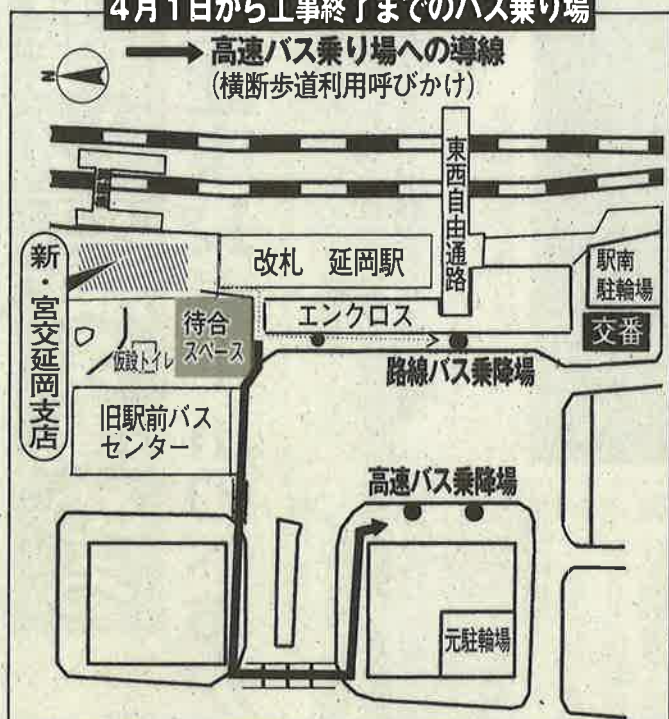 4月1日から工事終了までのバス乗り場
高速バス乗り場への導線
(横断歩道利用呼びかけ)
N
東西自由通路
新・宮交延岡支店
改札 延岡駅
駅南
駐輪場
エンクロス
交番
待合
スペース
仮設トイレ
路線バス乗降場
旧駅前バス
センター
高速バス乗降場
元駐輪場